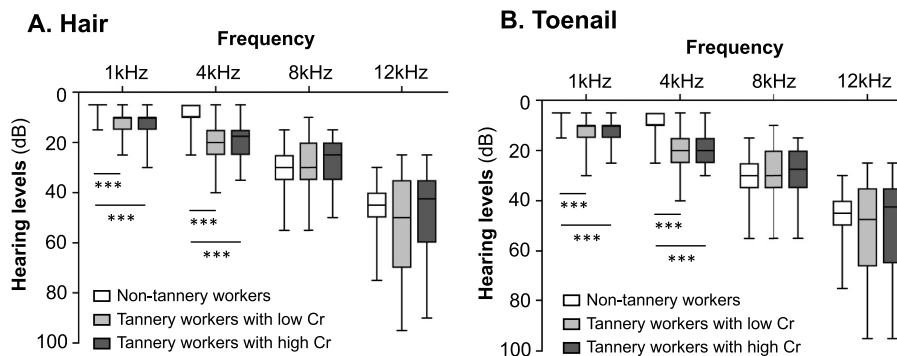 A. Hair
Frequency
1kHz 4kHz 8kHz 12kHz
Hearing levels (dB)
0
20
40
60
80
100
***
***
***
***
Non-tannery workers
Tannery workers with low Cr
Tannery workers with high Cr
B. Toenail
Frequency
1kHz 4kHz 8kHz 12kHz
Hearing levels (dB)
0
20
40
60
80
100
***
***
***
***
Non-tannery workers
Tannery workers with low Cr
Tannery workers with high Cr